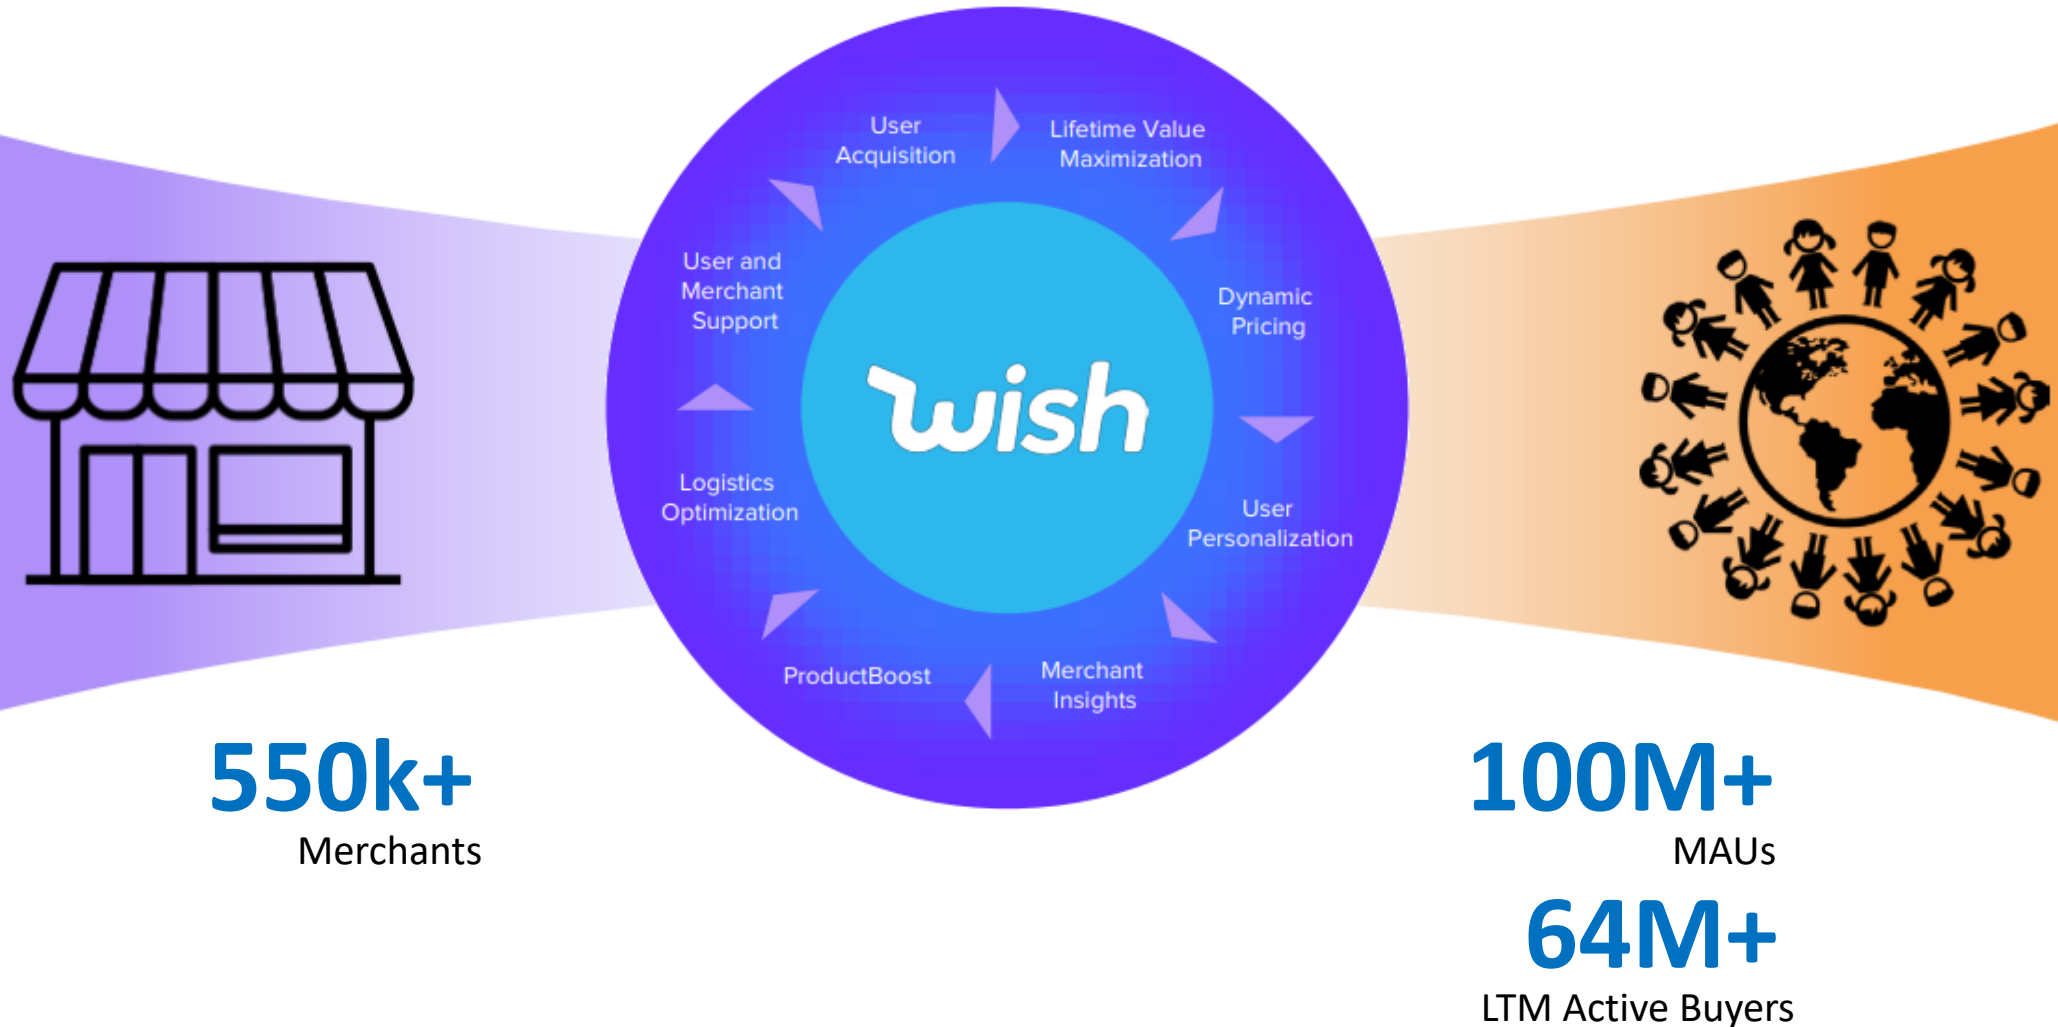 User
Acquisition
Lifetime Value
Maximization
Dynamic
Pricing
User
Personalization
Merchant
Insights
ProductBoost
Logistics
Optimization
User and
Merchant
Support
wish
550k+
Merchants
100M+
MAUs
64M+
LTM Active Buyers